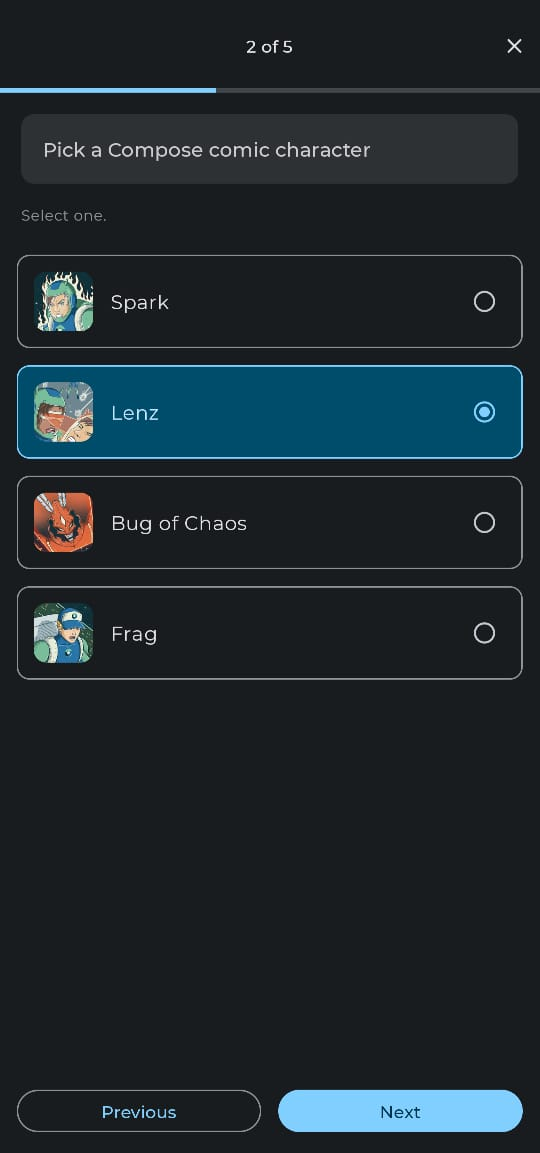 2 of 5
Pick a Compose comic character
Select one.
Spark
Lenz
Bug of Chaos
Frag
Previous
Next